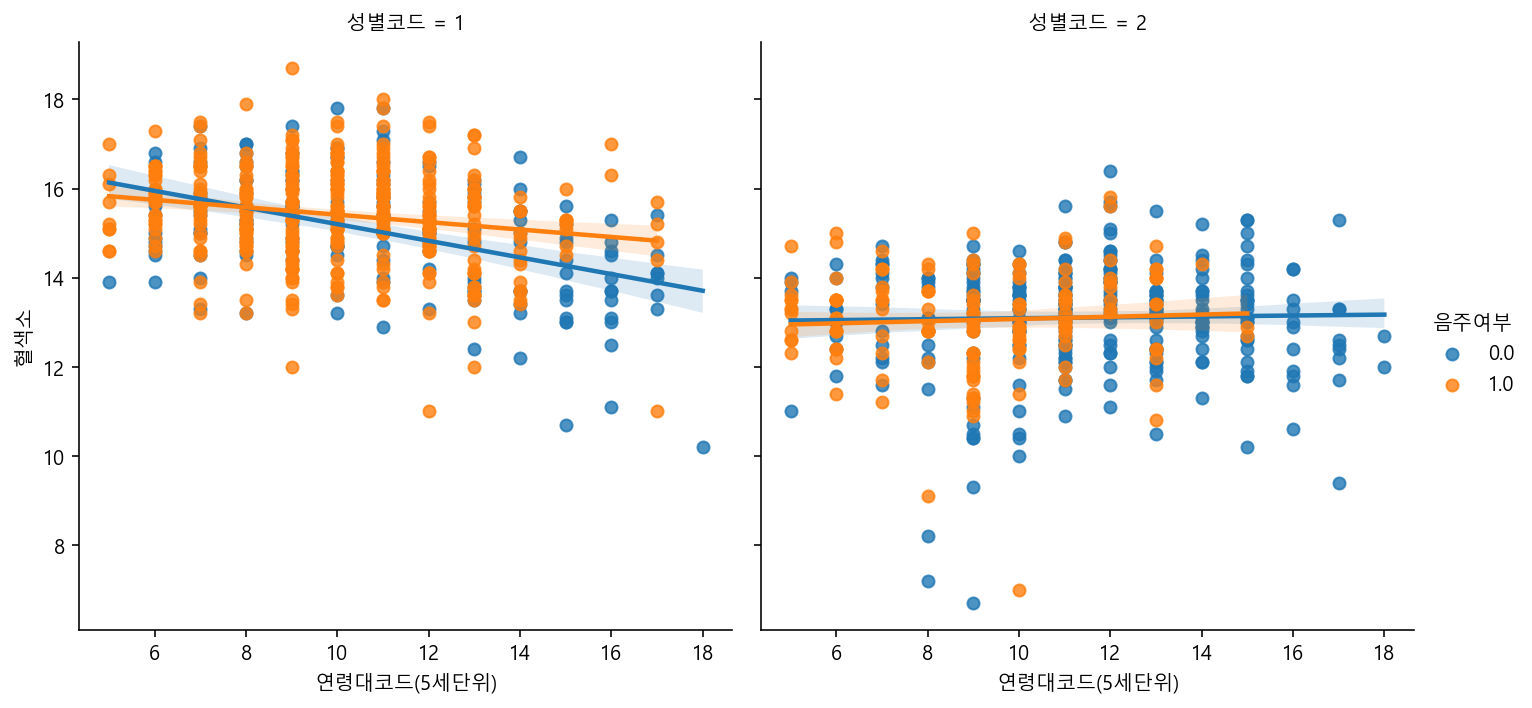 성별코드 = 1
성별코드 = 2
혈색소
18
16
14
12
10
8
6 8 10 12 14 16 18
6 8 10 12 14 16 18
연령대코드(5세단위)
연령대코드(5세단위)
음주여부
0.0
1.0